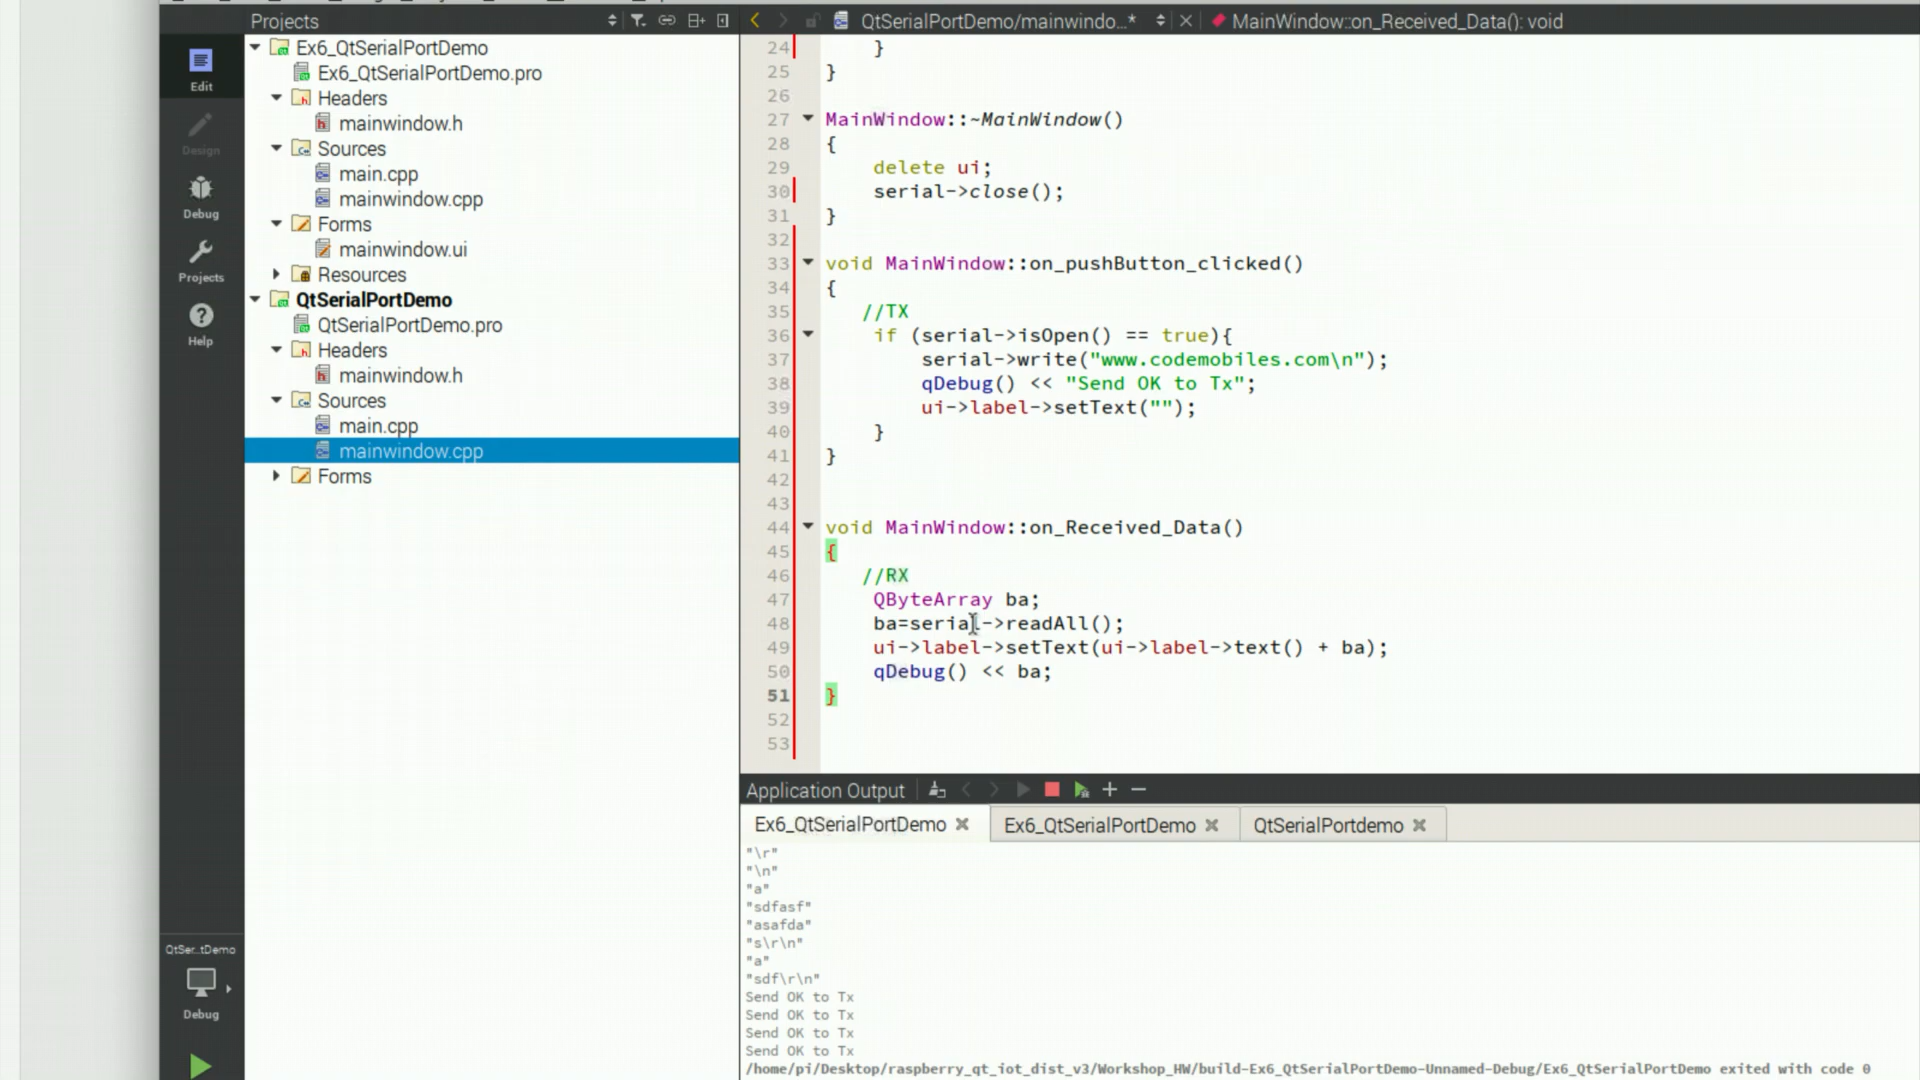 Projects
QtSerialPortDemo/mainwindo...*
MainWindow::on_Received_Data(): void
Edit
Design
Debug
Projects
Help
QtSer...tDemo
Debug
Ex6_QtSerialPortDemo
Ex6_QtSerialPortDemo.pro
Headers
mainwindow.h
Sources
main.cpp
mainwindow.cpp
Forms
mainwindow.ui
Resources
QtSerialPortDemo
QtSerialPortDemo.pro
Headers
mainwindow.h
Sources
main.cpp
mainwindow.cpp
Forms
24 }
25 }
26
27 MainWindow::~MainWindow()
28 {
29 delete ui;
30 serial->close();
31 }
32
33 void MainWindow::on_pushButton_clicked()
34 {
35 //TX
36 if (serial->isOpen() == true){
37 serial->write("www.codemobiles.com\n");
38 qDebug() << "Send OK to Tx";
39 ui->label->setText("");
40 }
41 }
42
43
44 void MainWindow::on_Received_Data()
45 {
46 //RX
47 QByteArray ba;
48 ba=serial->readAll();
49 ui->label->setText(ui->label->text() + ba);
50 qDebug() << ba;
51 }
52
53
Application Output
Ex6_QtSerialPortDemo
Ex6_QtSerialPortDemo
QtSerialPortdemo
"\r"
"\n"
"a"
"sdfasf"
"asafda"
"s\r\n"
"a"
"sdf\r\n"
Send OK to Tx
Send OK to Tx
Send OK to Tx
Send OK to Tx
/home/pi/Desktop/raspberry_qt_iot_dist_v3/Workshop_HW/build-Ex6_QtSerialPortDemo-Unnamed-Debug/Ex6_QtSerialPortDemo exited with code 0